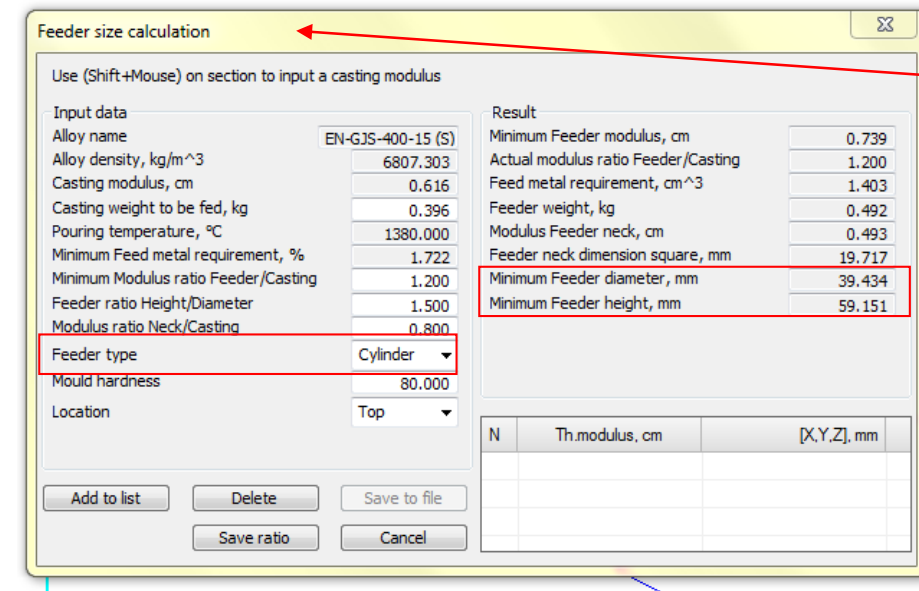 Feeder size calculation
Use (Shift+Mouse) on section to input a casting modulus
Input data
Alloy name EN-GJS-400-15 (S)
Alloy density, kg/m^3 6807.303
Casting modulus, cm 0.616
Casting weight to be fed, kg 0.396
Pouring temperature, ºC 1380.000
Minimum Feed metal requirement, % 1.722
Minimum Modulus ratio Feeder/Casting 1.200
Feeder ratio Height/Diameter 1.500
Modulus ratio Neck/Casting 0.800
Feeder type Cylinder
Mould hardness 80.000
Location Top
Result
Minimum Feeder modulus, cm 0.739
Actual modulus ratio Feeder/Casting 1.200
Feed metal requirement, cm^3 1.403
Feeder weight, kg 0.492
Modulus Feeder neck, cm 0.493
Feeder neck dimension square, mm 19.717
Minimum Feeder diameter, mm 39.434
Minimum Feeder height, mm 59.151
N Th.modulus, cm [X,Y,Z], mm
Add to list Delete Save to file
Save ratio Cancel